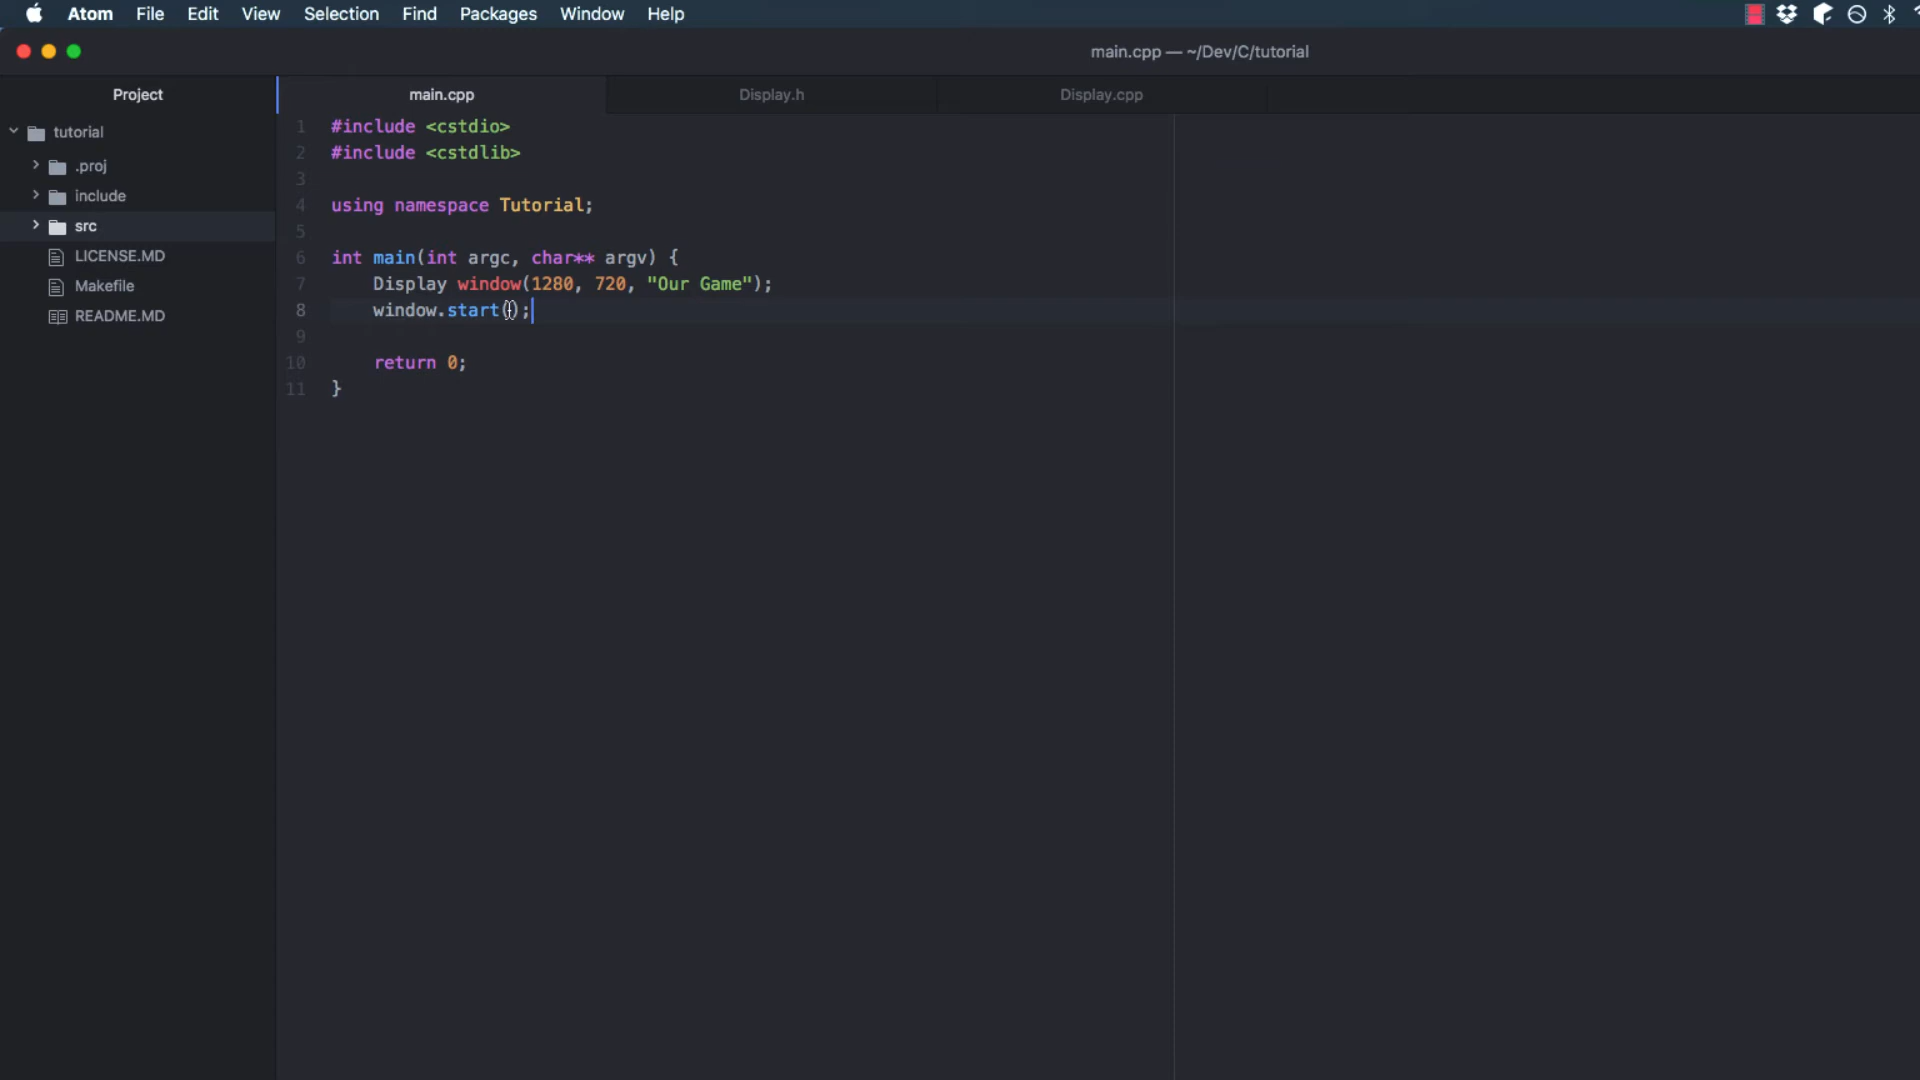 Atom File Edit View Selection Find Packages Window Help
main.cpp — ~/Dev/C/tutorial
Project
main.cpp Display.h Display.cpp
tutorial
.proj
include
src
LICENSE.MD
Makefile
README.MD
1 #include <cstdio>
2 #include <cstdlib>
3
4 using namespace Tutorial;
5
6 int main(int argc, char** argv) {
7 Display window(1280, 720, "Our Game");
8 window.start();
9
10 return 0;
11 }